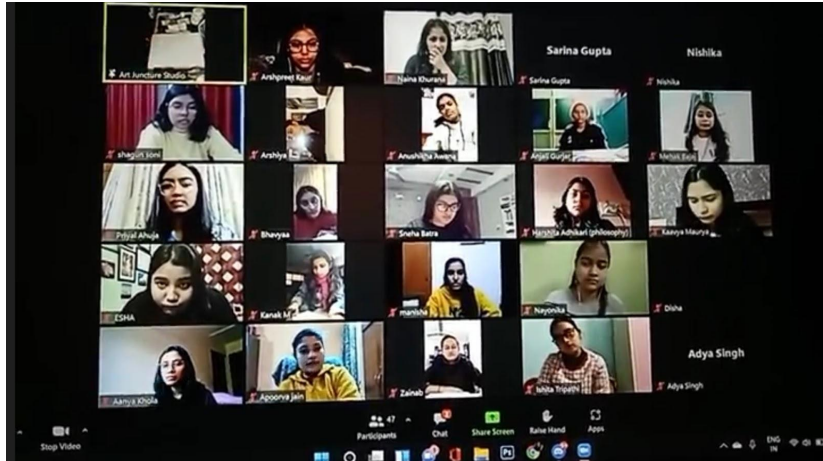 Art Juncture Studio
Arshpreet Kaur
Naina Khurana
Sarina Gupta
Sarina Gupta
Nishika
Nishika
shagun soni
Arshiya
Anushikha Awana
Anjali Gurjar
Mehak Bajaj
Priyal Ahuja
Bhavyaa
Sneha Batra
Harshita Adhikari (philosophy)
Kaavya Maurya
ESHA
Kanak M
manisha
Nayonika
Disha
Aanya Khola
Apoorva jain
Zainab
Ishita Tripathi
Adya Singh
Adya Singh
Stop Video
47
Participants
2
Chat
Share Screen
Raise Hand
Apps
Ps
ENG
IN